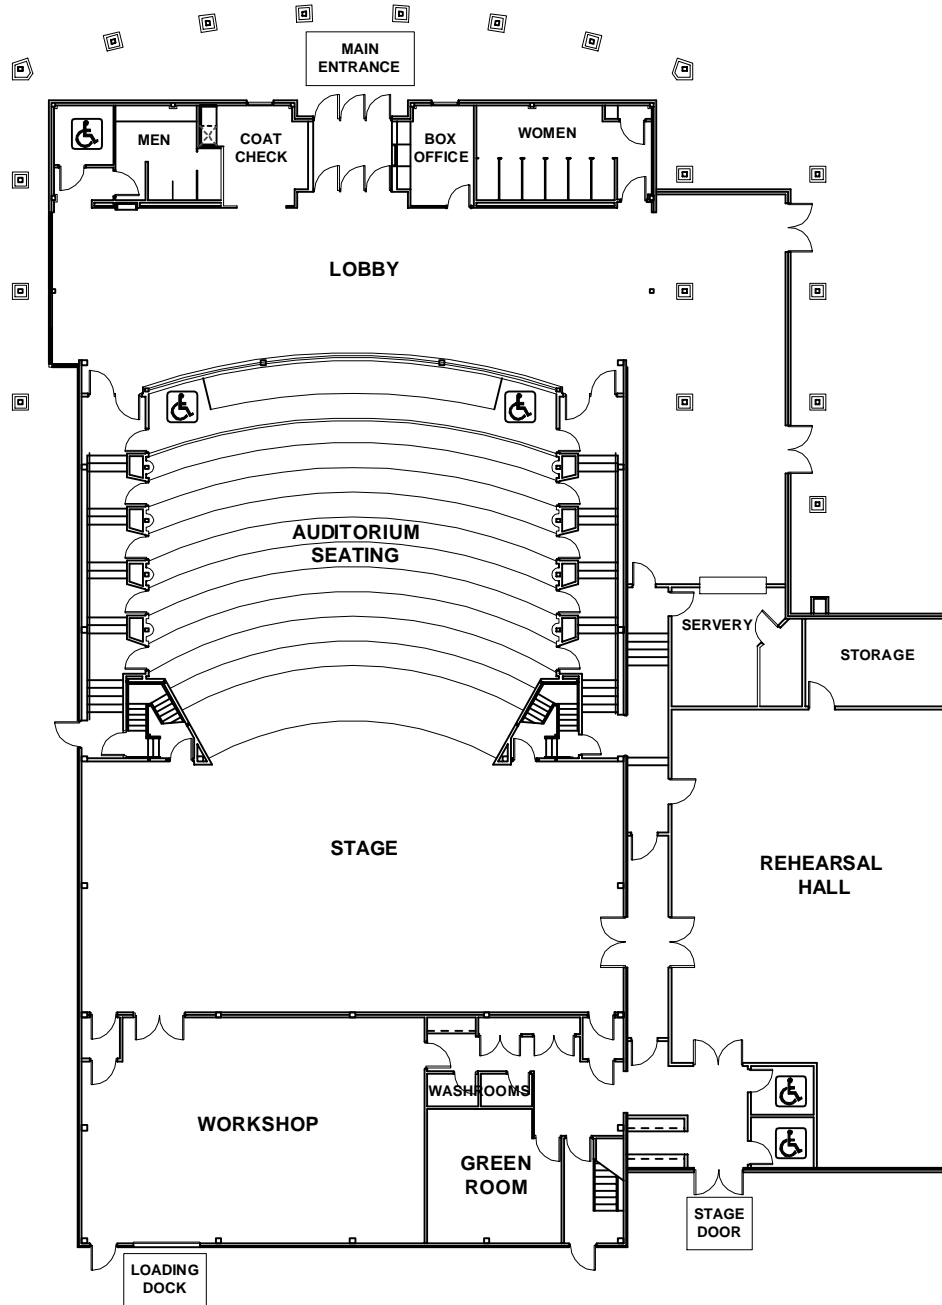 MAIN
ENTRANCE
MEN
COAT
CHECK
BOX
OFFICE
WOMEN
LOBBY
AUDITORIUM
SEATING
SERVERY
STORAGE
STAGE
REHEARSAL
HALL
WASHROOMS
WORKSHOP
GREEN
ROOM
STAGE
DOOR
LOADING
DOCK